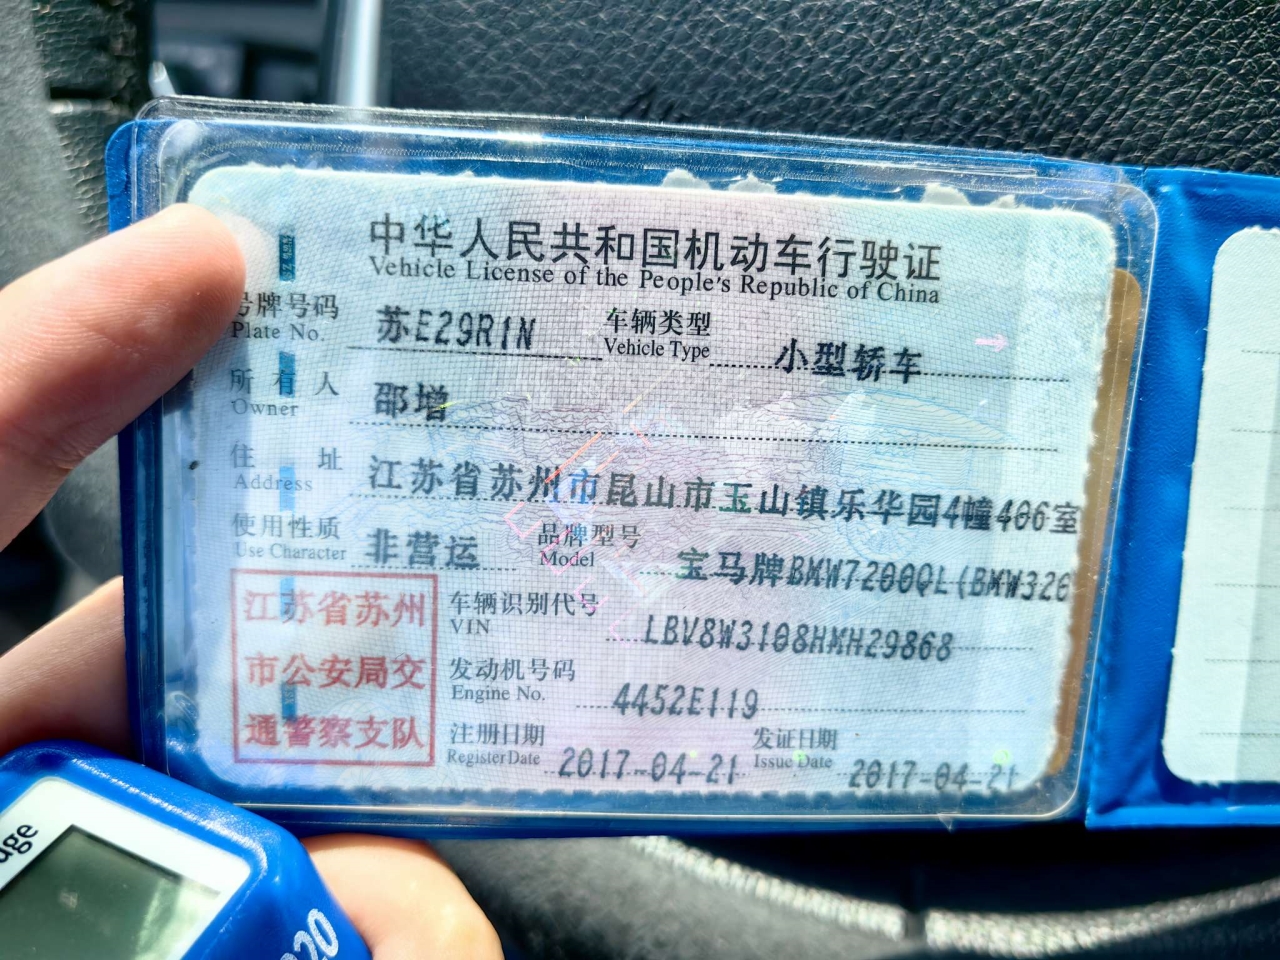 中华人民共和国机动车行驶证
Vehicle License of the People's Republic of China
号牌号码 苏E29R1N 车辆类型 小型轿车
Plate No. Vehicle Type
所有人 邵增
Owner
住址 江苏省苏州市昆山市玉山镇乐华园4幢406室
Address
使用性质 非营运 品牌型号 宝马牌BMW7200QL(BMW320
Use Character Model
江苏省苏州
市公安局交
通警察支队
车辆识别代号 LBV8W3108HMH29868
VIN
发动机号码 4452E119
Engine No.
注册日期 2017-04-21 发证日期 2017-04-21
Register Date Issue Date
20